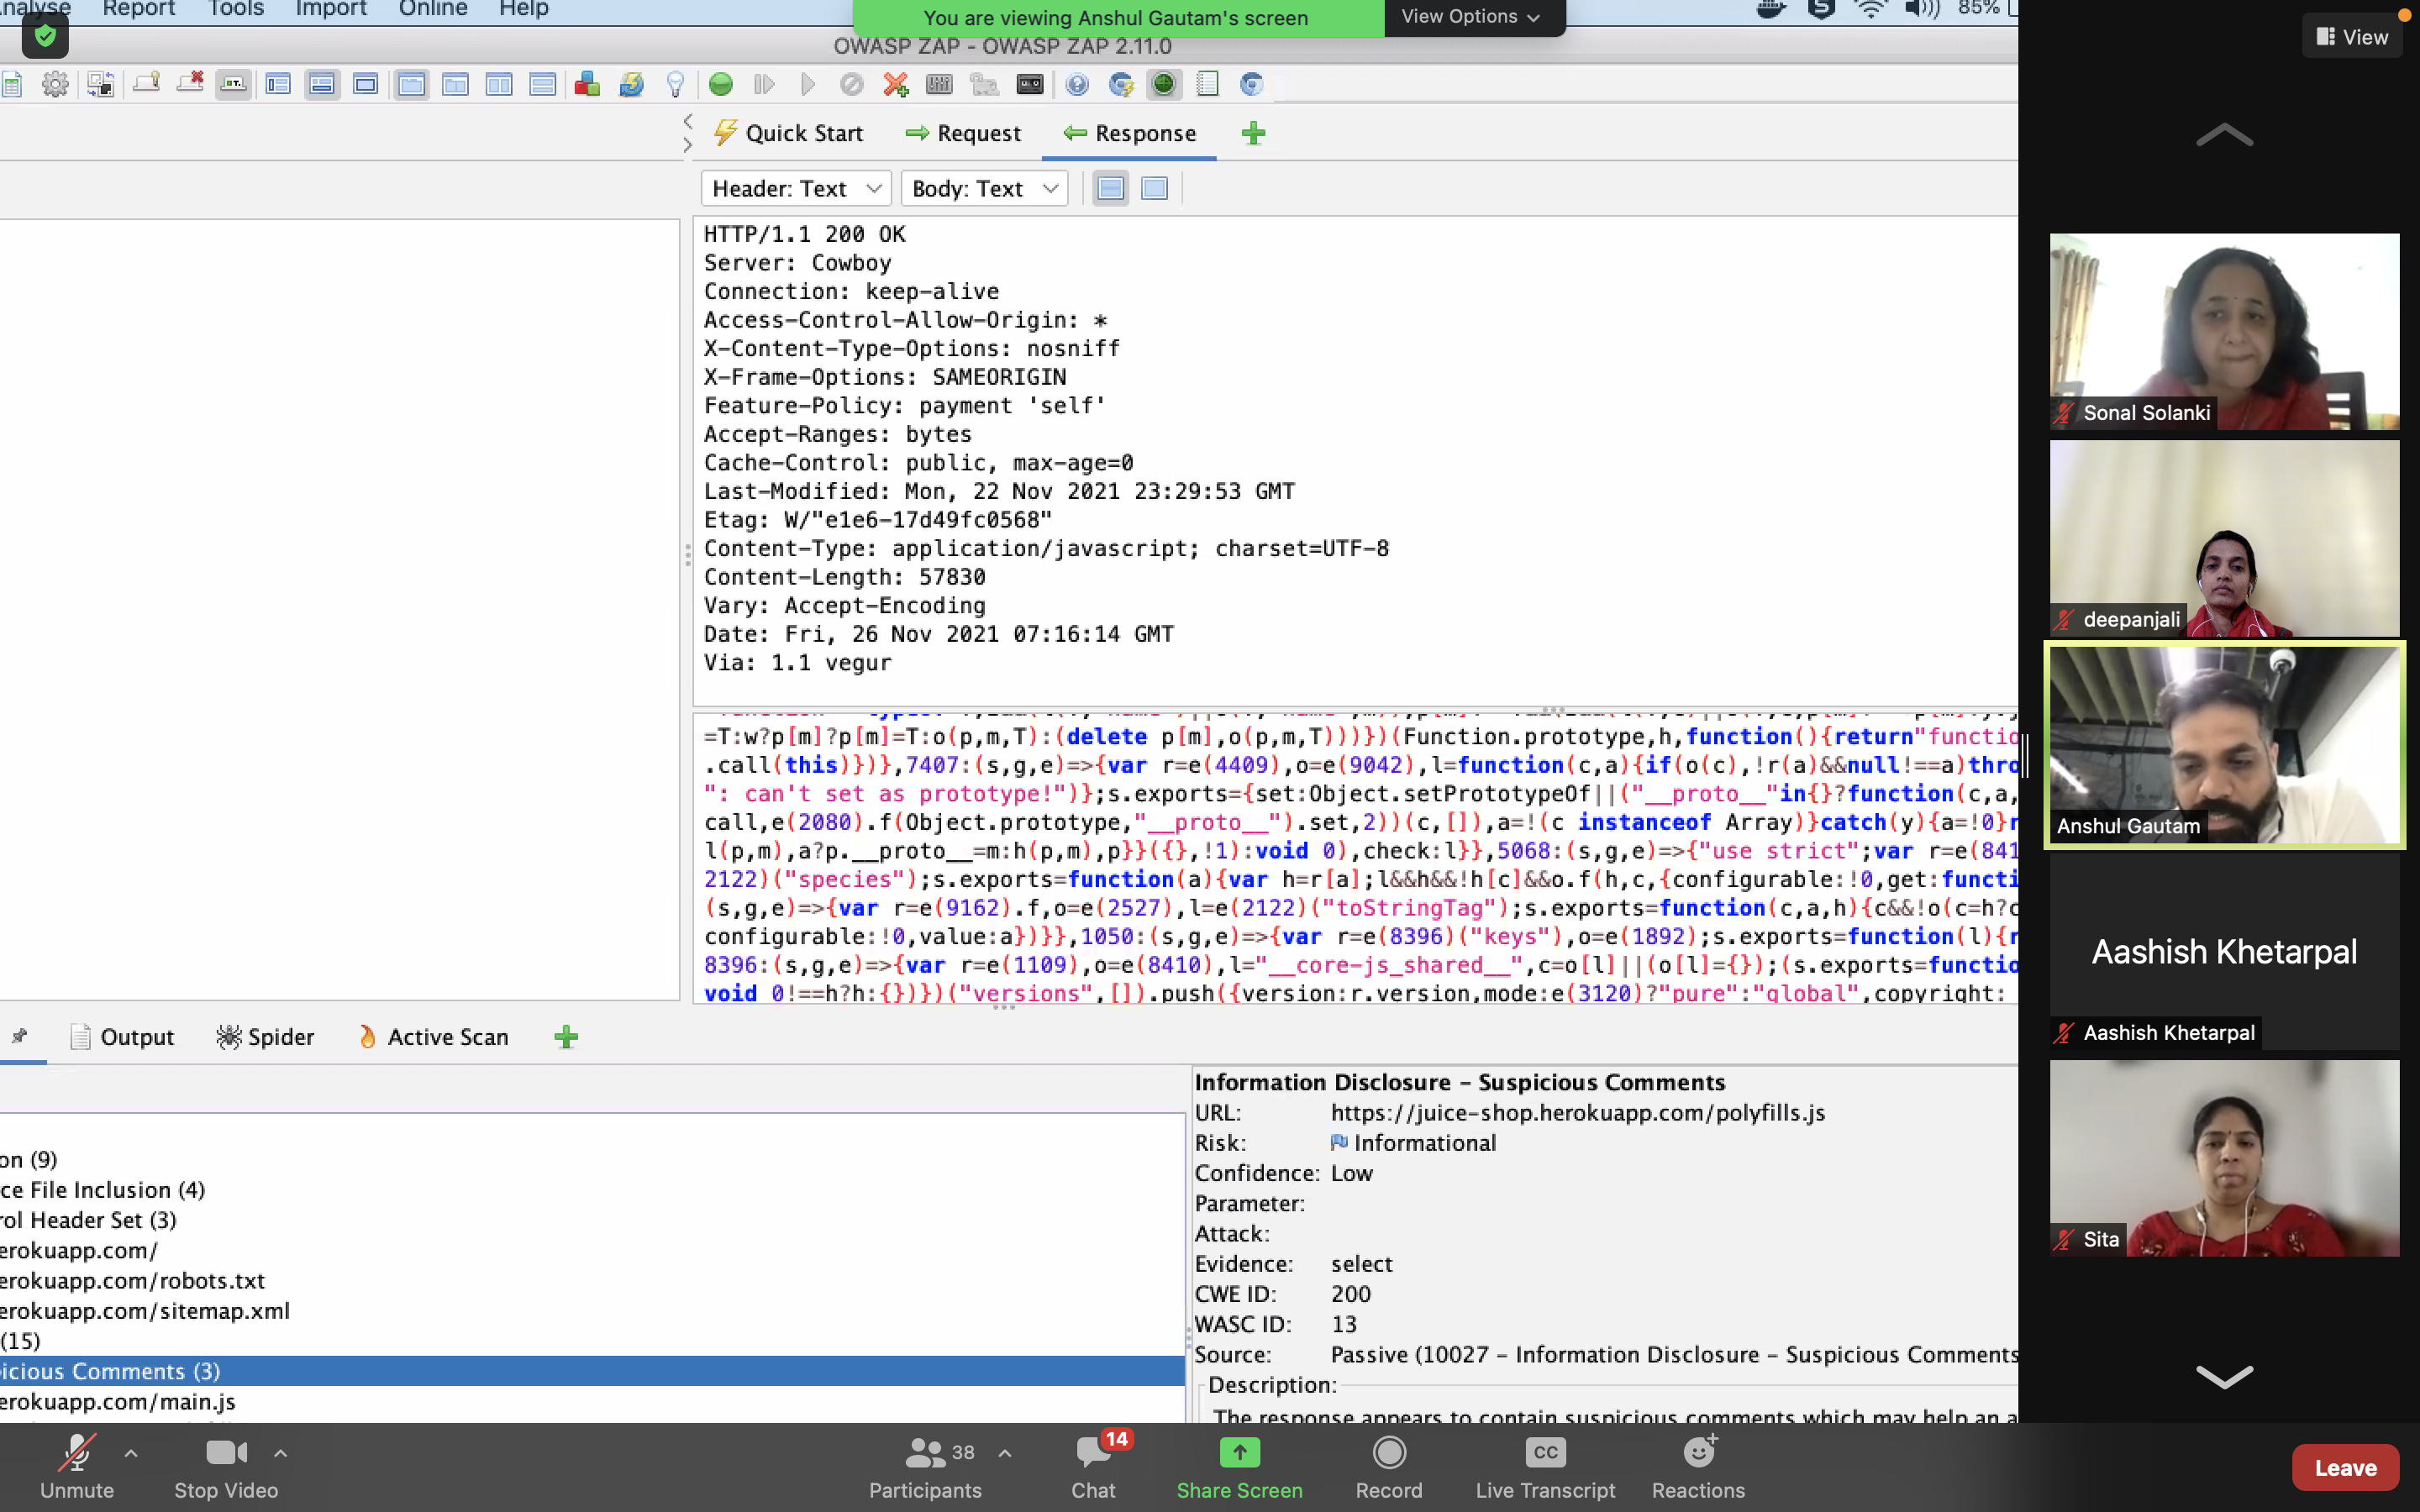 Analyse Report Tools Import Online Help
You are viewing Anshul Gautam's screen View Options
85%
OWASP ZAP - OWASP ZAP 2.11.0
View
Quick Start Request Response
Header: Text Body: Text
HTTP/1.1 200 OK
Server: Cowboy
Connection: keep-alive
Access-Control-Allow-Origin: *
X-Content-Type-Options: nosniff
X-Frame-Options: SAMEORIGIN
Feature-Policy: payment 'self'
Accept-Ranges: bytes
Cache-Control: public, max-age=0
Last-Modified: Mon, 22 Nov 2021 23:29:53 GMT
Etag: W/"e1e6-17d49fc0568"
Content-Type: application/javascript; charset=UTF-8
Content-Length: 57830
Vary: Accept-Encoding
Date: Fri, 26 Nov 2021 07:16:14 GMT
Via: 1.1 vegur
=T:w?p[m]?p[m]=T:o(p,m,T):(delete p[m],o(p,m,T)))})(Function.prototype,h,function(){return"functio
.call(this)})},7407:(s,g,e)=>{var r=e(4409),o=e(9042),l=function(c,a){if(o(c),!r(a)&&null!==a)thro
": can't set as prototype!")};s.exports={set:Object.setPrototypeOf||("__proto__"in{}?function(c,a,
call,e(2080).f(Object.prototype,"__proto__").set,2))(c,[]),a=!(c instanceof Array)}catch(y){a=!0}r
l(p,m),a?p.__proto__=m:h(p,m),p}}({},!1):void 0),check:l}},5068:(s,g,e)=>{"use strict";var r=e(841
2122)("species");s.exports=function(a){var h=r[a];l&&h&&!h[c]&&o.f(h,c,{configurable:!0,get:functi
(s,g,e)=>{var r=e(9162).f,o=e(2527),l=e(2122)("toStringTag");s.exports=function(c,a,h){c&&!o(c=h?c
configurable:!0,value:a})}},1050:(s,g,e)=>{var r=e(8396)("keys"),o=e(1892);s.exports=function(l){r
8396:(s,g,e)=>{var r=e(1109),o=e(8410),l="__core-js_shared__",c=o[l]||(o[l]={});(s.exports=functio
void 0!==h?h:{})})("versions",[]).push({version:r.version,mode:e(3120)?"pure":"global",copyright:
Output Spider Active Scan
on (9)
ce File Inclusion (4)
rol Header Set (3)
erokuapp.com/
erokuapp.com/robots.txt
erokuapp.com/sitemap.xml
(15)
icious Comments (3)
erokuapp.com/main.js
Information Disclosure - Suspicious Comments
URL: https://juice-shop.herokuapp.com/polyfills.js
Risk: Informational
Confidence: Low
Parameter:
Attack:
Evidence: select
CWE ID: 200
WASC ID: 13
Source: Passive (10027 - Information Disclosure - Suspicious Comments
Description:
The response appears to contain suspicious comments which may help an a
Sonal Solanki
deepanjali
Anshul Gautam
Aashish Khetarpal
Aashish Khetarpal
Sita
Unmute Stop Video Participants 38 Chat 14 Share Screen Record CC Live Transcript Reactions Leave